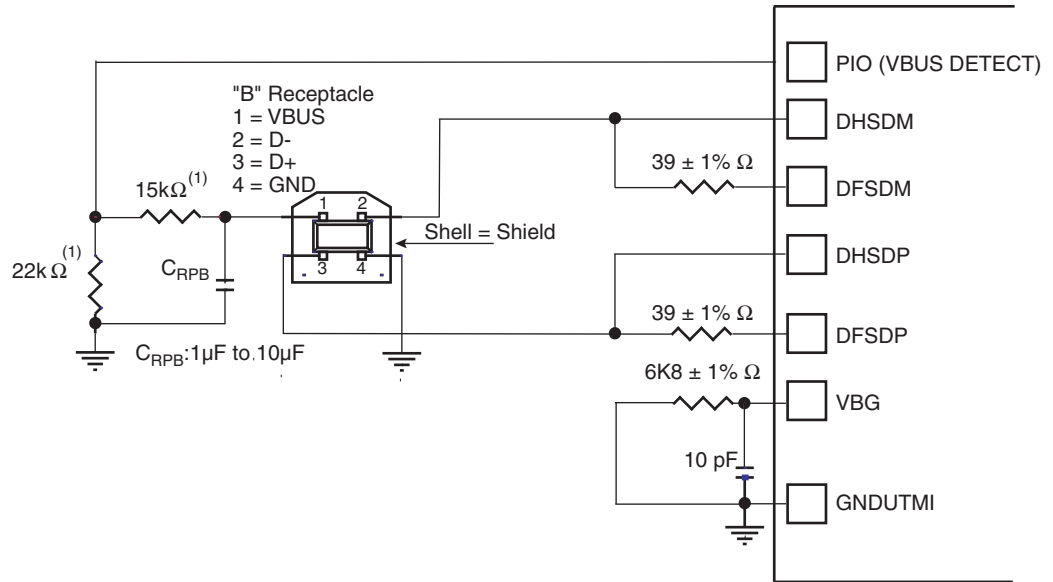 PIO (VBUS DETECT)
"B" Receptacle
1 = VBUS
2 = D-
3 = D+
4 = GND
DHSDM
39 ± 1% Ω
DFSDM
15kΩ(1)
1 2
Shell = Shield
3 4
DHSDP
22k Ω(1)
CRPB
39 ± 1% Ω
DFSDP
CRPB:1µF to 10µF
6K8 ± 1% Ω
VBG
10 pF
GNDUTMI